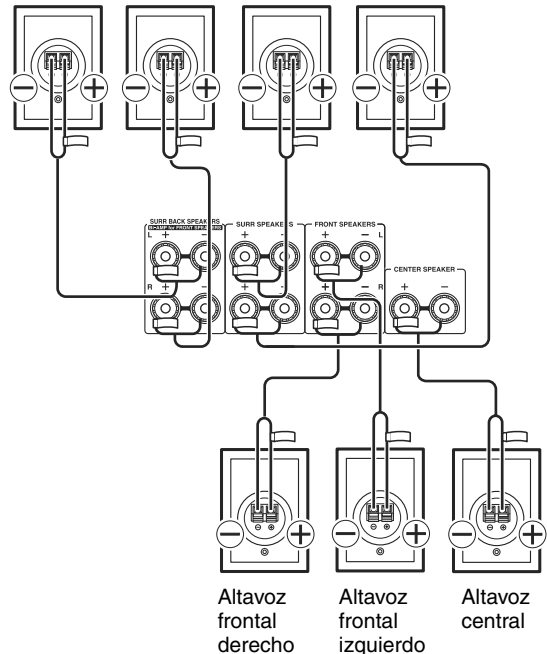 SURR BACK SPEAKERS
BI-AMP for FRONT SPEAKERS
SURR SPEAKERS
FRONT SPEAKERS
L
L
CENTER SPEAKER
R
R
Altavoz
frontal
derecho
Altavoz
frontal
izquierdo
Altavoz
central